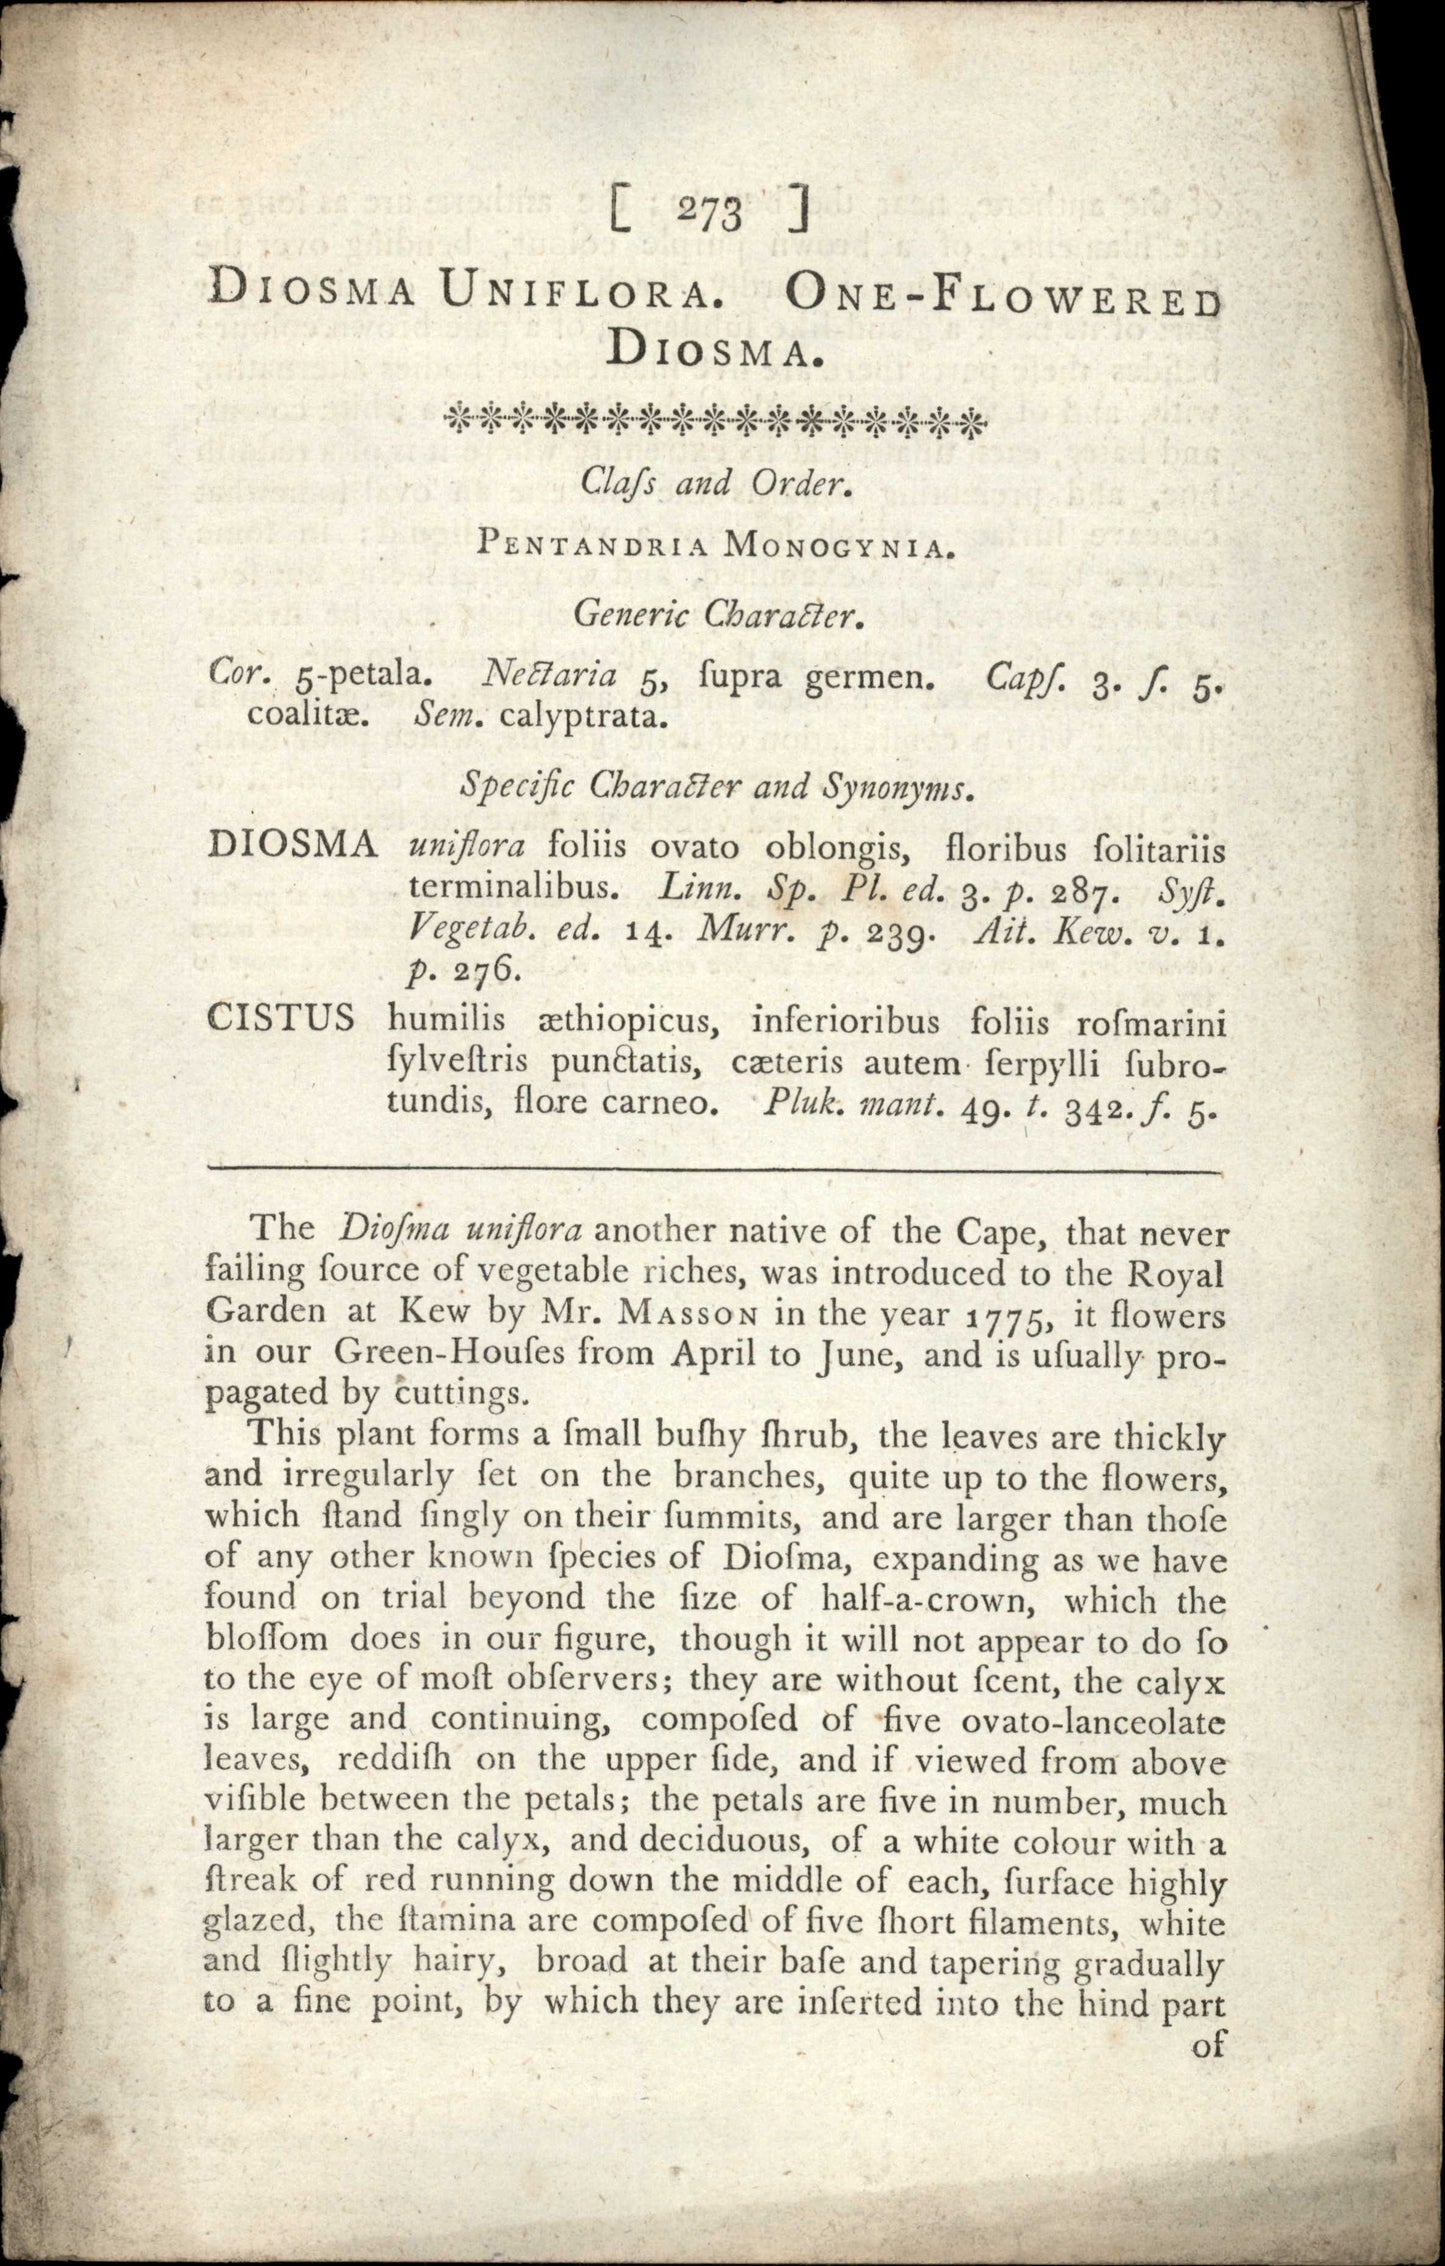 [ 273 ]
DIOSMA UNIFLORA. ONE-FLOWERED
DIOSMA.
Claſs and Order.
PENTANDRIA MONOGYNIA.
Generic Character.
Cor. 5-petala. Nectaria 5, ſupra germen. Capſ. 3. ſ. 5.
coalitæ. Sem. calyptrata.
Specific Character and Synonyms.
DIOSMA uniflora foliis ovato oblongis, floribus ſolitariis
terminalibus. Linn. Sp. Pl. ed. 3. p. 287. Syſt.
Vegetab. ed. 14. Murr. p. 239. Ait. Kew. v. 1.
p. 276.
CISTUS humilis æthiopicus, inferioribus foliis roſmarini
ſylveſtris punctatis, cæteris autem ſerpylli ſubro-
tundis, flore carneo. Pluk. mant. 49. t. 342. f. 5.
The Dioſma uniflora another native of the Cape, that never
failing ſource of vegetable riches, was introduced to the Royal
Garden at Kew by Mr. MASSON in the year 1775, it flowers
in our Green-Houſes from April to June, and is uſually pro-
pagated by cuttings.
This plant forms a ſmall buſhy ſhrub, the leaves are thickly
and irregularly ſet on the branches, quite up to the flowers,
which ſtand ſingly on their ſummits, and are larger than thoſe
of any other known ſpecies of Dioſma, expanding as we have
found on trial beyond the ſize of half-a-crown, which the
bloſſom does in our figure, though it will not appear to do ſo
to the eye of moſt obſervers; they are without ſcent, the calyx
is large and continuing, compoſed of five ovato-lanceolate
leaves, reddiſh on the upper ſide, and if viewed from above
viſible between the petals; the petals are five in number, much
larger than the calyx, and deciduous, of a white colour with a
ſtreak of red running down the middle of each, ſurface highly
glazed, the ſtamina are compoſed of five ſhort filaments, white
and ſlightly hairy, broad at their baſe and tapering gradually
to a fine point, by which they are inſerted into the hind part
of